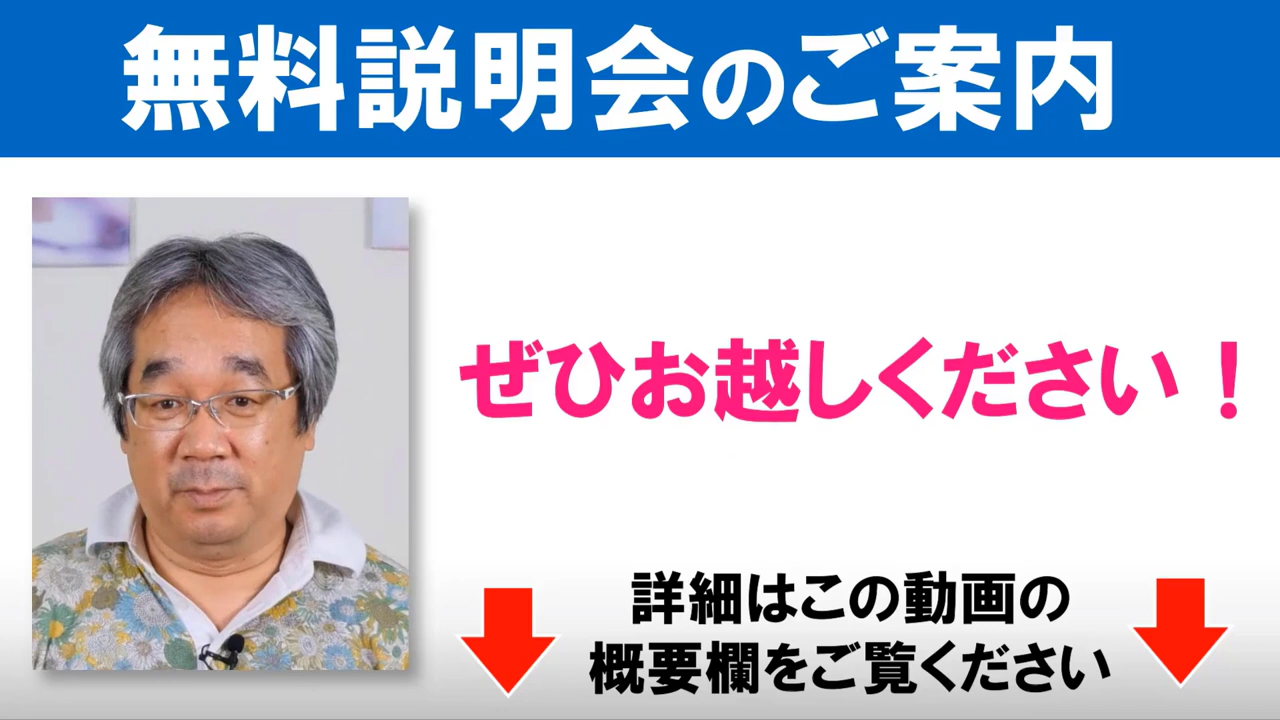 無料説明会のご案内
ぜひお越しください！
詳細はこの動画の
概要欄をご覧ください